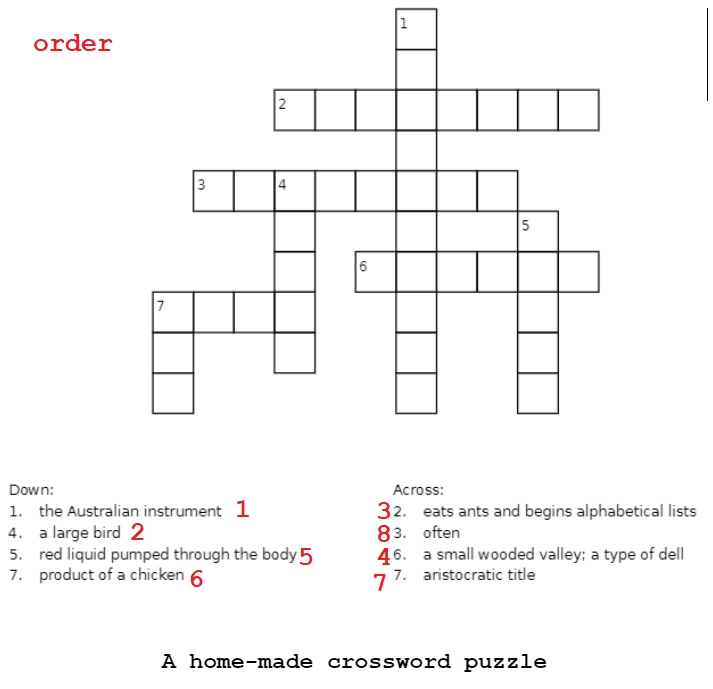 order
1
2
3 4
5
6
7
Down:
1. the Australian instrument 1
4. a large bird 2
5. red liquid pumped through the body 5
7. product of a chicken 6
Across:
3 2. eats ants and begins alphabetical lists
8 3. often
4 6. a small wooded valley; a type of dell
7 7. aristocratic title
A home-made crossword puzzle